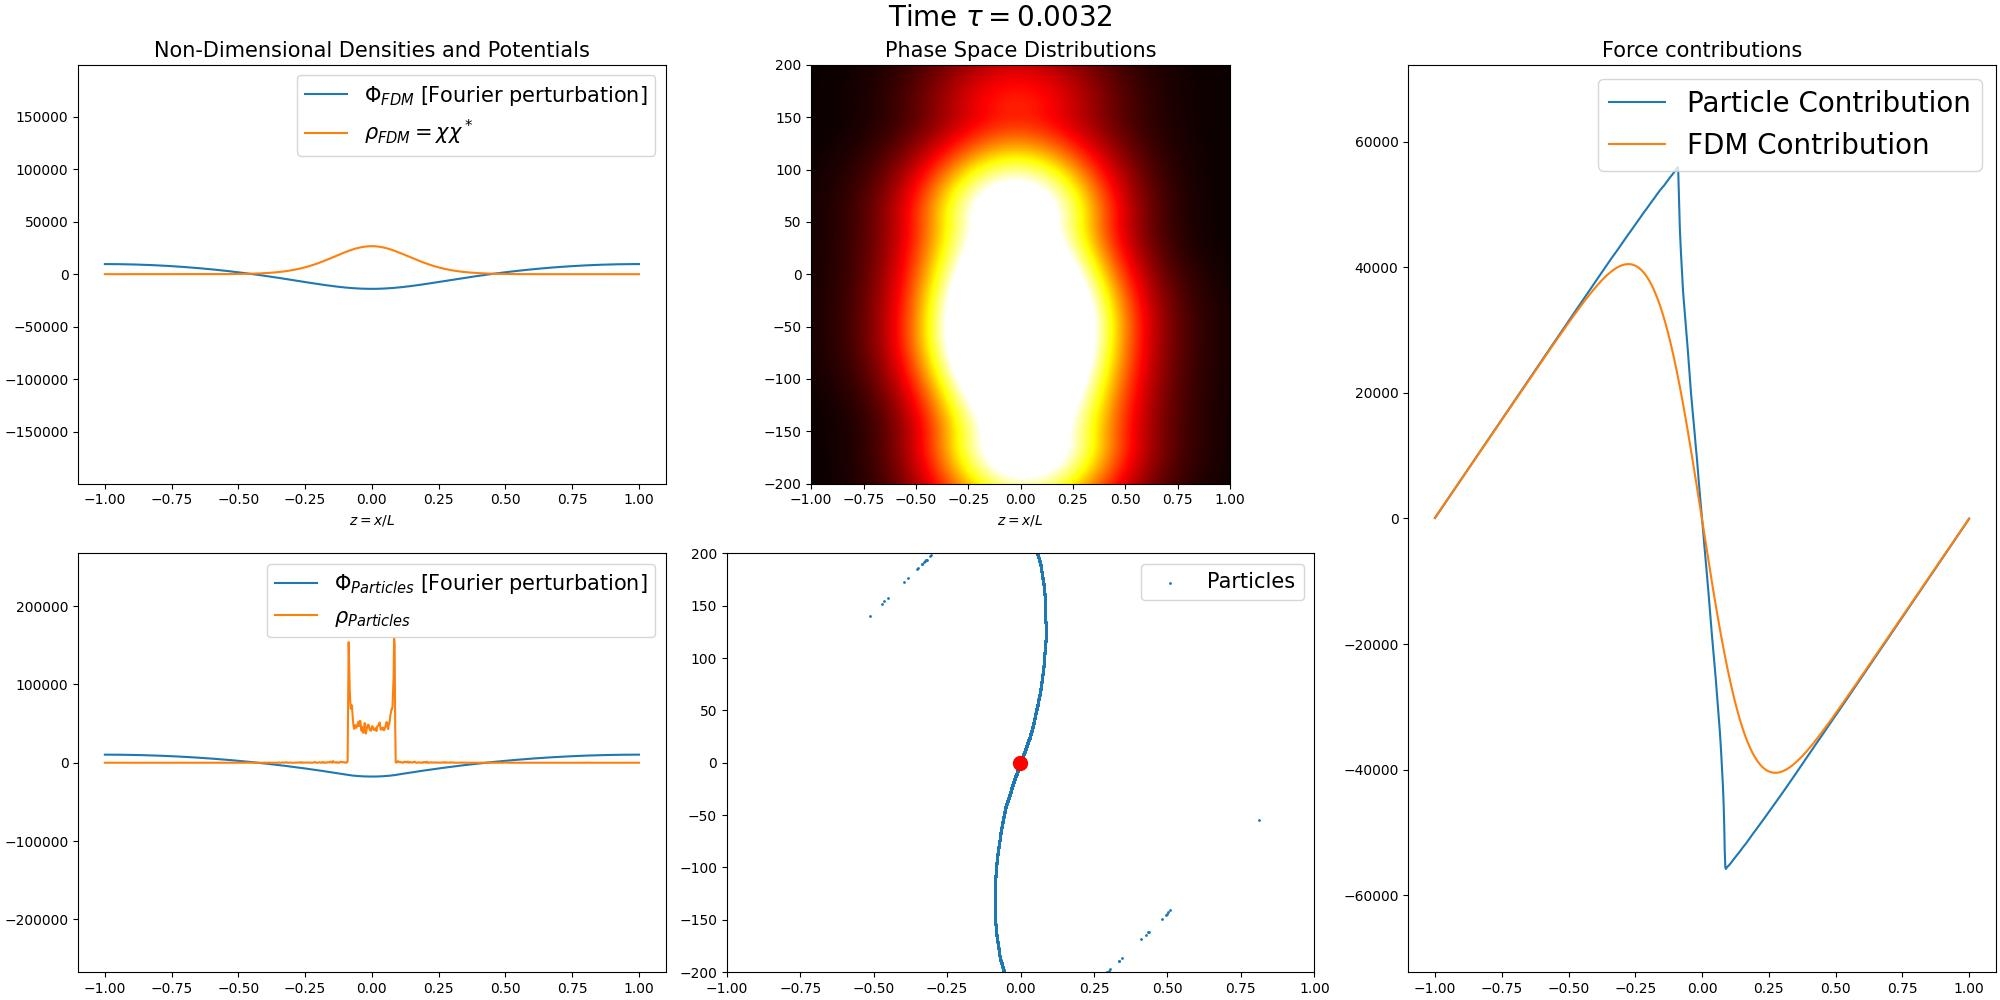 Time τ = 0.0032
Non-Dimensional Densities and Potentials
Φ_FDM [Fourier perturbation]
ρ_FDM = χχ*
150000
100000
50000
0
−50000
−100000
−150000
−1.00 −0.75 −0.50 −0.25 0.00 0.25 0.50 0.75 1.00
z = x/L
Phase Space Distributions
200
150
100
50
0
−50
−100
−150
−200
−1.00 −0.75 −0.50 −0.25 0.00 0.25 0.50 0.75 1.00
z = x/L
Force contributions
Particle Contribution
FDM Contribution
60000
40000
20000
0
−20000
−40000
−60000
−1.00 −0.75 −0.50 −0.25 0.00 0.25 0.50 0.75 1.00
Φ_Particles [Fourier perturbation]
ρ_Particles
200000
100000
0
−100000
−200000
−1.00 −0.75 −0.50 −0.25 0.00 0.25 0.50 0.75 1.00
Particles
200
150
100
50
0
−50
−100
−150
−200
−1.00 −0.75 −0.50 −0.25 0.00 0.25 0.50 0.75 1.00